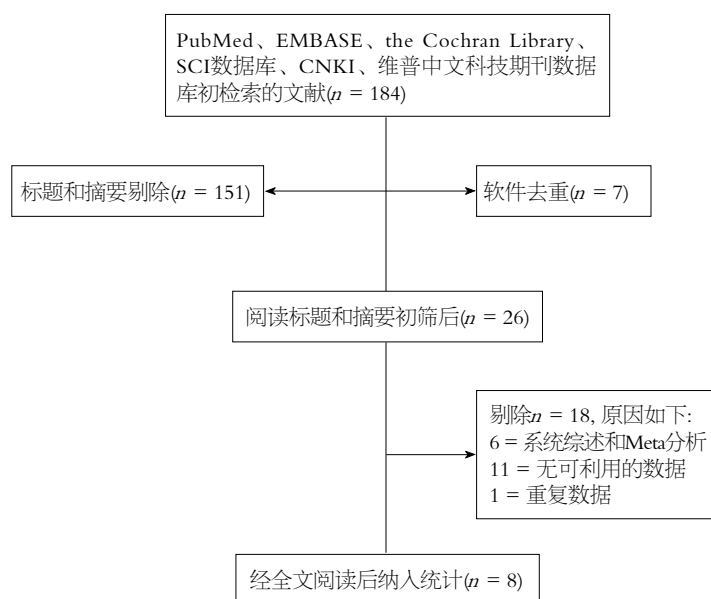 PubMed、EMBASE、the Cochran Library、
SCI数据库、CNKI、维普中文科技期刊数据
库初检索的文献(n = 184)
标题和摘要剔除(n = 151)
软件去重(n = 7)
阅读标题和摘要初筛后(n = 26)
剔除n = 18, 原因如下:
6 = 系统综述和Meta分析
11 = 无可利用的数据
1 = 重复数据
经全文阅读后纳入统计(n = 8)